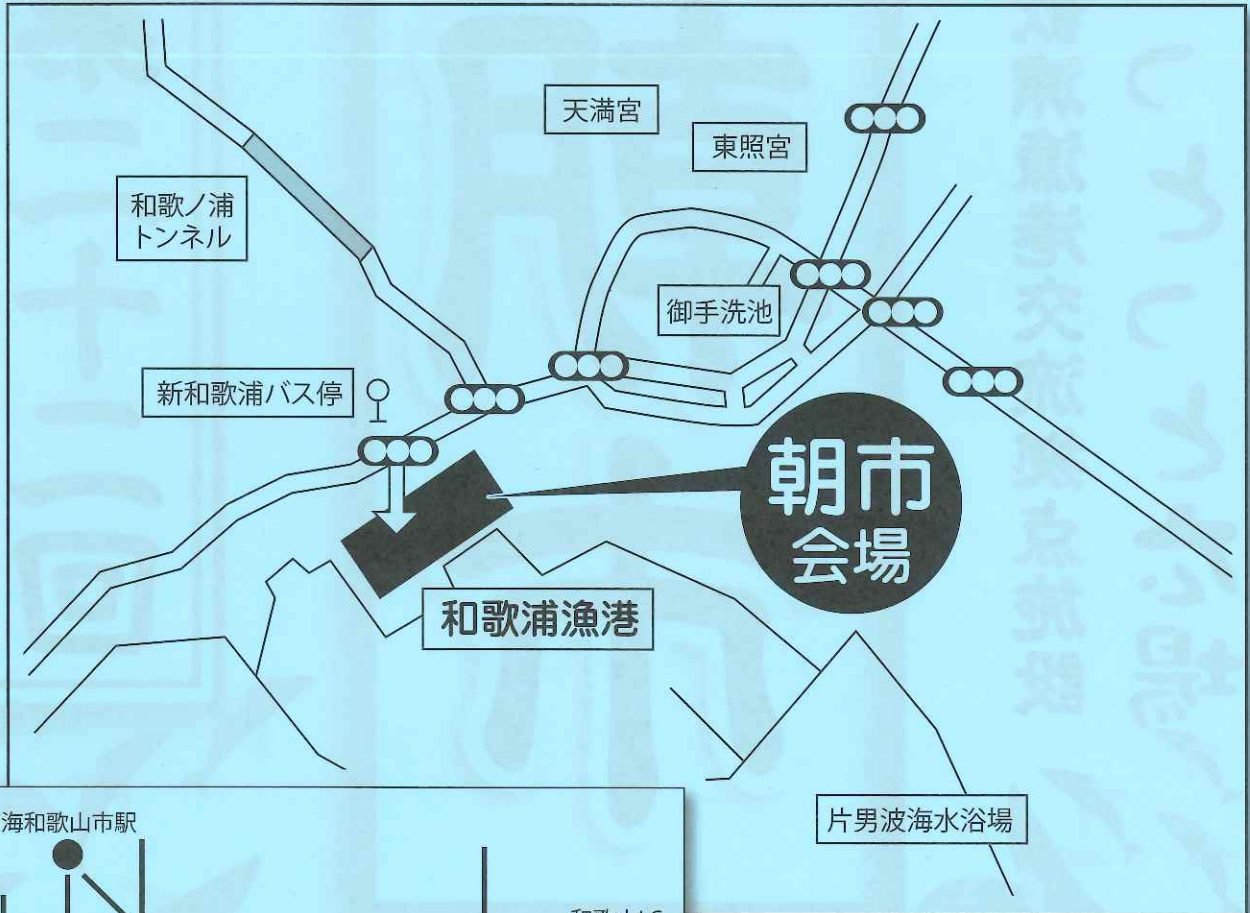 天満宮
東照宮
和歌ノ浦
トンネル
御手洗池
新和歌浦バス停
朝市
会場
和歌浦漁港
片男波海水浴場
海和歌山市駅